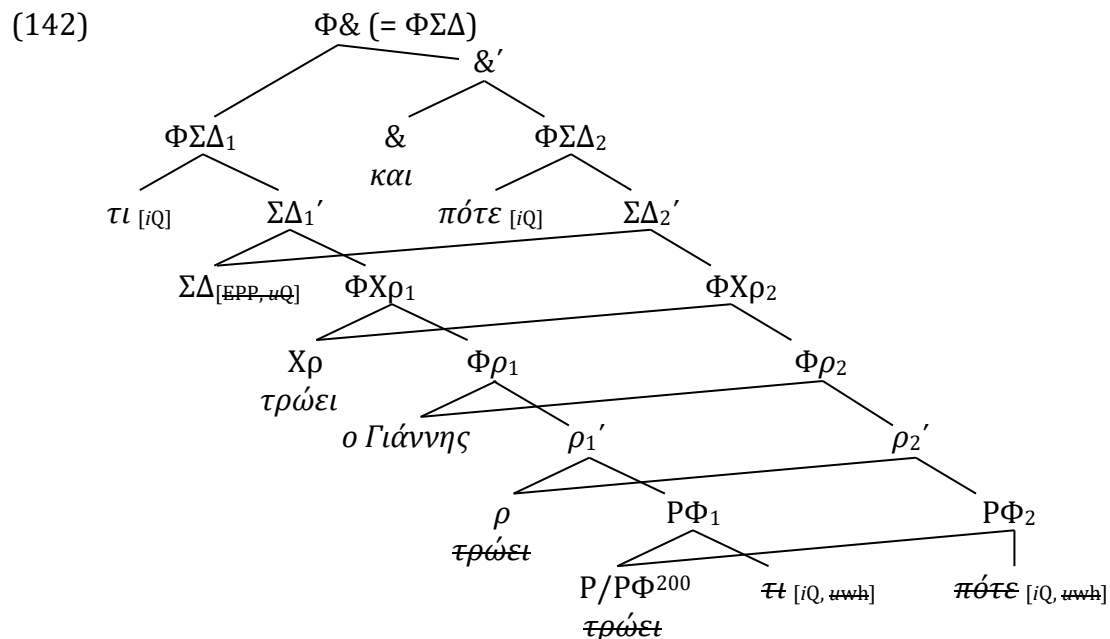 (142) Φ& (= ΦΣΔ)
&′
ΦΣΔ₁ & ΦΣΔ₂
και
τι [iQ] ΣΔ₁′ πότε [iQ] ΣΔ₂′
ΣΔ[EPP, uQ] ΦΧρ₁ ΦΧρ₂
Χρ Φρ₁ Φρ₂
τρώει
ο Γιάννης ρ₁′ ρ₂′
ρ ΡΦ₁ ΡΦ₂
τρώει
Ρ/ΡΦ²⁰⁰ τι [iQ, uwh] πότε [iQ, uwh]
τρώει